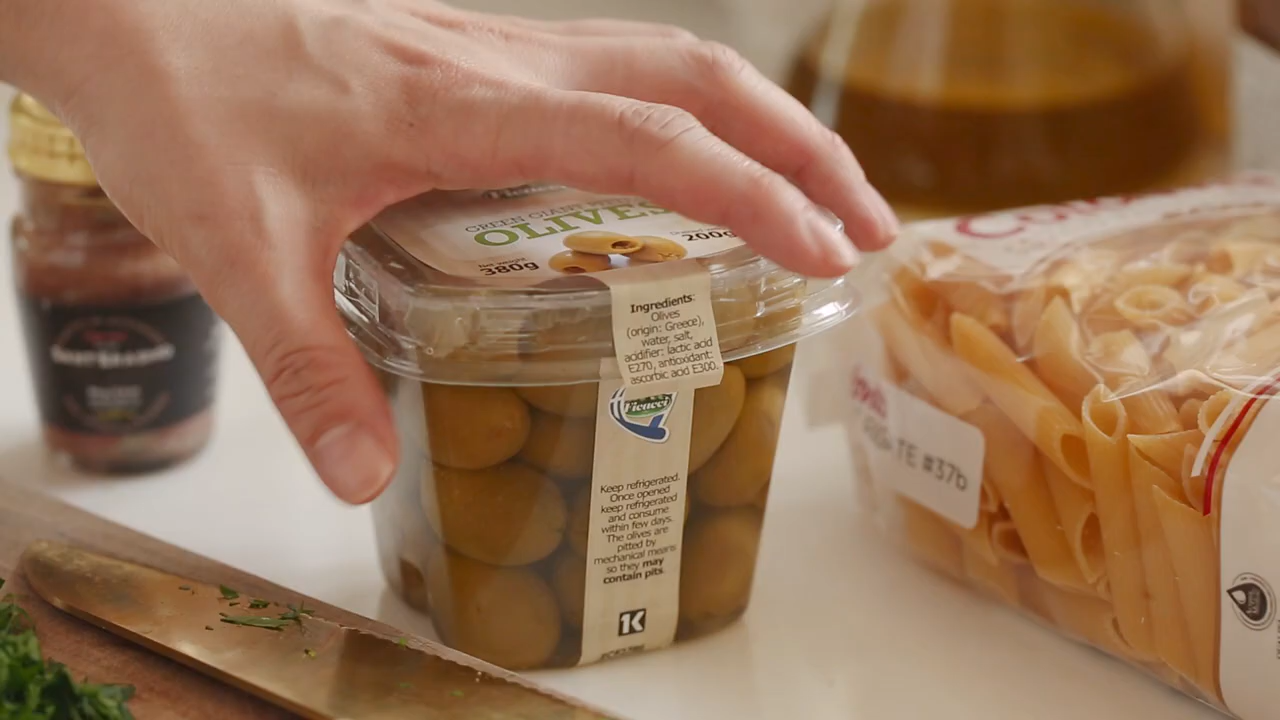 GREEN GIANT
OLIVES
380g
200g
Ingredients:
Olives
(origin: Greece),
water, salt,
acidifier: lactic acid
E270, antioxidant:
ascorbic acid E300.
Ficacci
Keep refrigerated.
Once opened
keep refrigerated
and consume
within few days.
The olives are
pitted by
mechanical means
so they may
contain pits.
1K
TE #37b